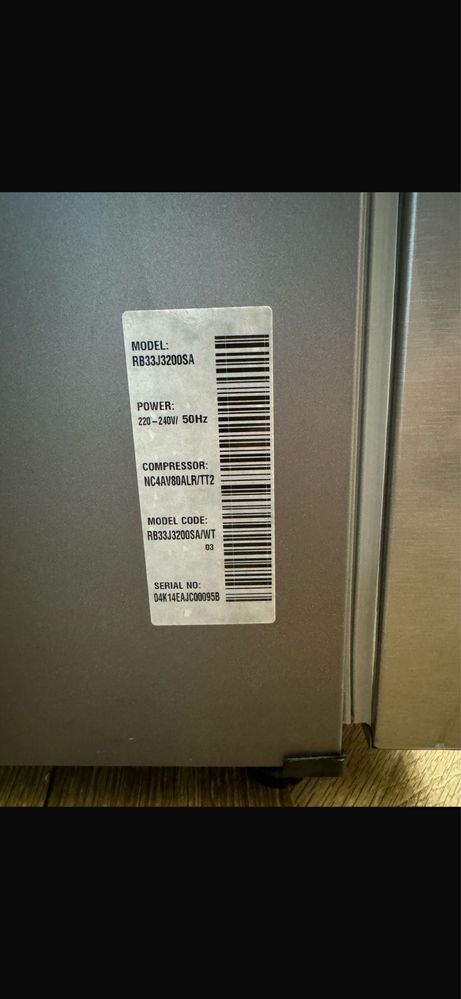 MODEL:
RB33J3200SA
POWER:
220-240V/ 50Hz
COMPRESSOR:
NC4AV80ALR/TT2
MODEL CODE:
RB33J3200SA/WT
03
SERIAL NO:
04K14EAJC00095B